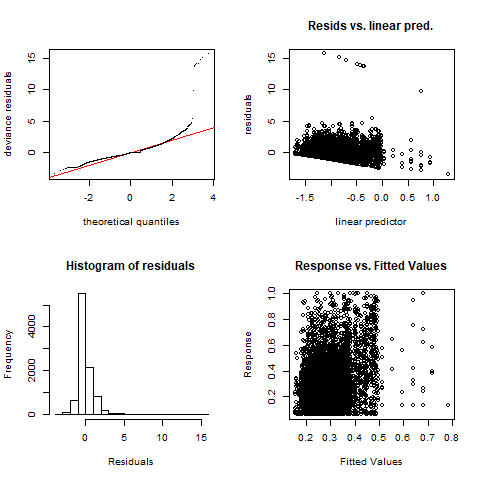 deviance residuals
0 5 10 15
-2 0 2 4
theoretical quantiles
Resids vs. linear pred.
residuals
0 5 10 15
-1.5 -0.5 0.0 0.5 1.0
linear predictor
Histogram of residuals
Frequency
0 2000 4000
0 5 10 15
Residuals
Response vs. Fitted Values
Response
0.2 0.4 0.6 0.8 1.0
0.2 0.3 0.4 0.5 0.6 0.7 0.8
Fitted Values